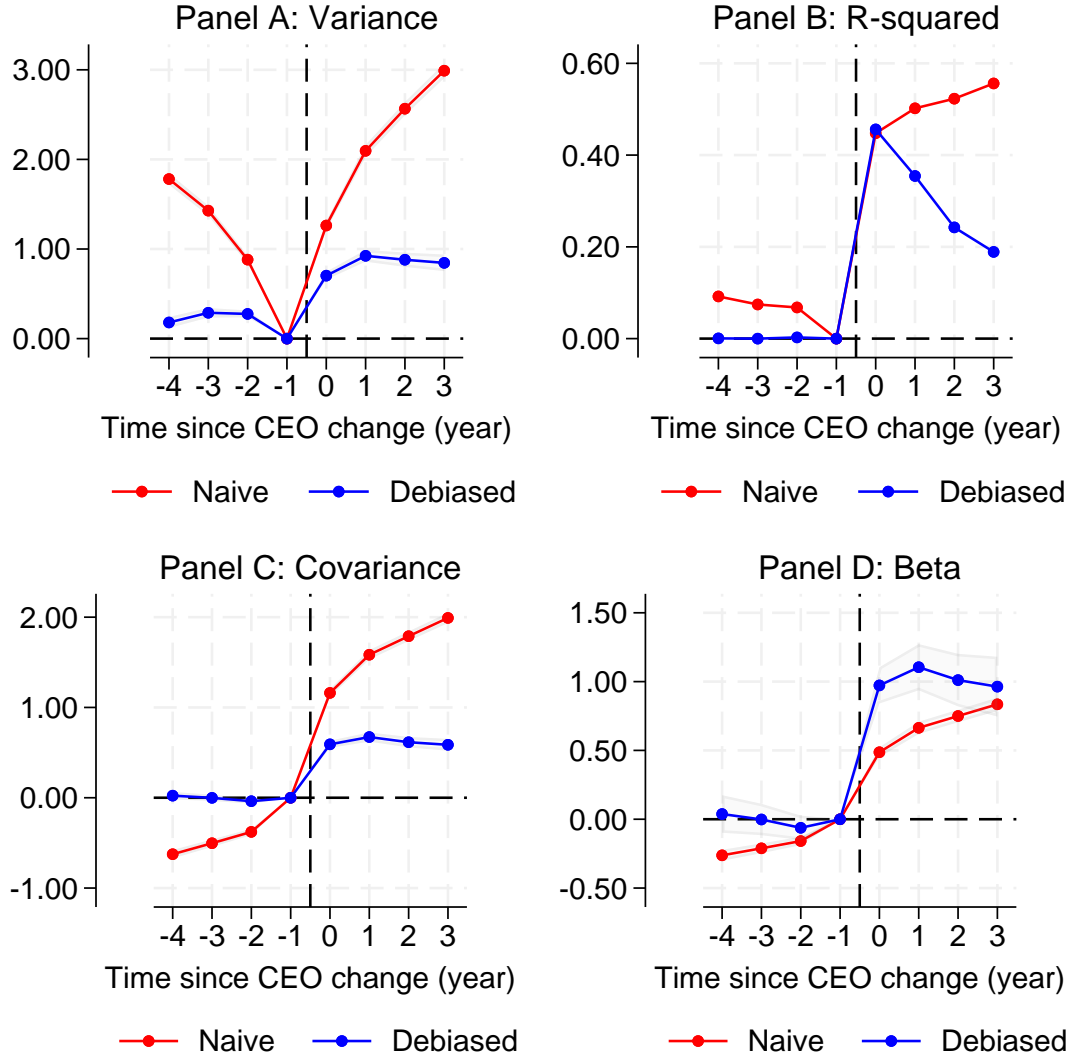 Panel A: Variance
3.00
2.00
1.00
0.00
-4 -3 -2 -1 0 1 2 3
Time since CEO change (year)
Naive Debiased
Panel B: R-squared
0.60
0.40
0.20
0.00
-4 -3 -2 -1 0 1 2 3
Time since CEO change (year)
Naive Debiased
Panel C: Covariance
2.00
1.00
0.00
-1.00
-4 -3 -2 -1 0 1 2 3
Time since CEO change (year)
Naive Debiased
Panel D: Beta
1.50
1.00
0.50
0.00
-0.50
-4 -3 -2 -1 0 1 2 3
Time since CEO change (year)
Naive Debiased